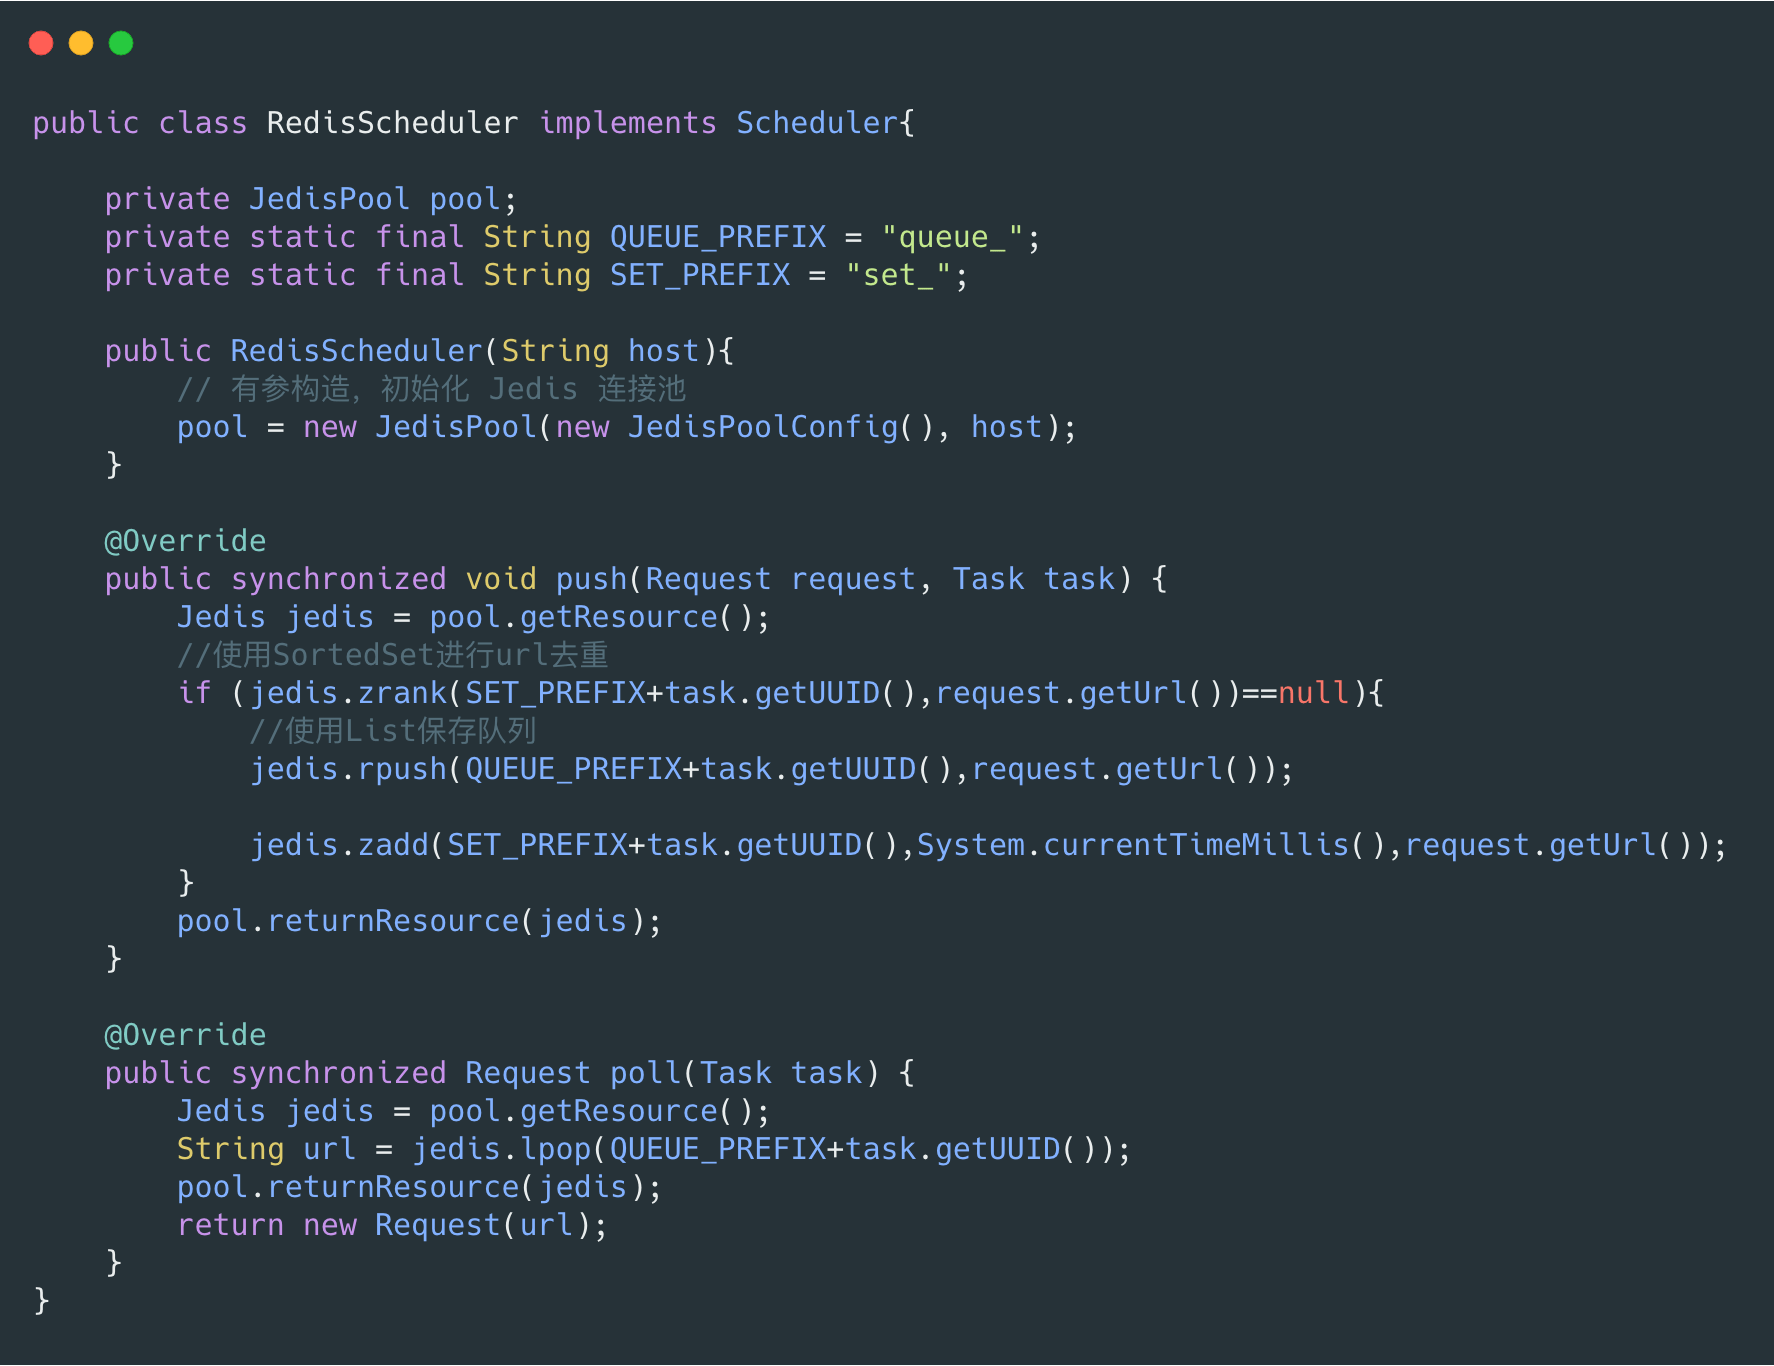 public class RedisScheduler implements Scheduler{
    private JedisPool pool;
    private static final String QUEUE_PREFIX = "queue_";
    private static final String SET_PREFIX = "set_";
    public RedisScheduler(String host){
        // 有参构造，初始化 Jedis 连接池
        pool = new JedisPool(new JedisPoolConfig(), host);
    }
    @Override
    public synchronized void push(Request request, Task task) {
        Jedis jedis = pool.getResource();
        //使用SortedSet进行url去重
        if (jedis.zrank(SET_PREFIX+task.getUUID(),request.getUrl())==null){
            //使用List保存队列
            jedis.rpush(QUEUE_PREFIX+task.getUUID(),request.getUrl());
            jedis.zadd(SET_PREFIX+task.getUUID(),System.currentTimeMillis(),request.getUrl());
        }
        pool.returnResource(jedis);
    }
    @Override
    public synchronized Request poll(Task task) {
        Jedis jedis = pool.getResource();
        String url = jedis.lpop(QUEUE_PREFIX+task.getUUID());
        pool.returnResource(jedis);
        return new Request(url);
    }
}